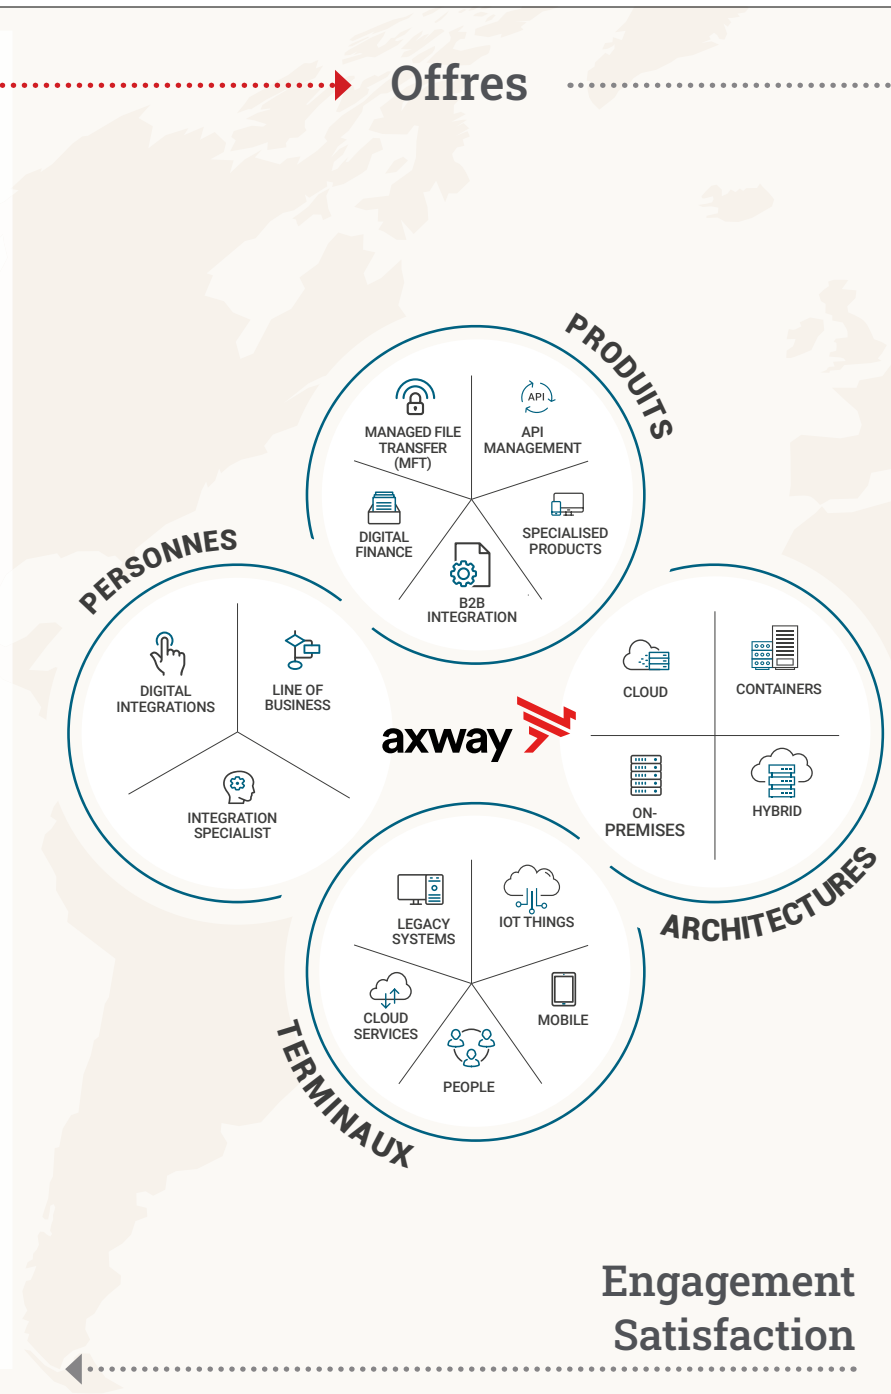 Offres
PRODUITS
MANAGED FILE
TRANSFER
(MFT)
API
API
MANAGEMENT
DIGITAL
FINANCE
SPECIALISED
PRODUCTS
B2B
INTEGRATION
PERSONNES
DIGITAL
INTEGRATIONS
LINE OF
BUSINESS
INTEGRATION
SPECIALIST
axway
CLOUD
CONTAINERS
ON-
PREMISES
HYBRID
ARCHITECTURES
LEGACY
SYSTEMS
IOT THINGS
CLOUD
SERVICES
MOBILE
PEOPLE
TERMINAUX
Engagement
Satisfaction